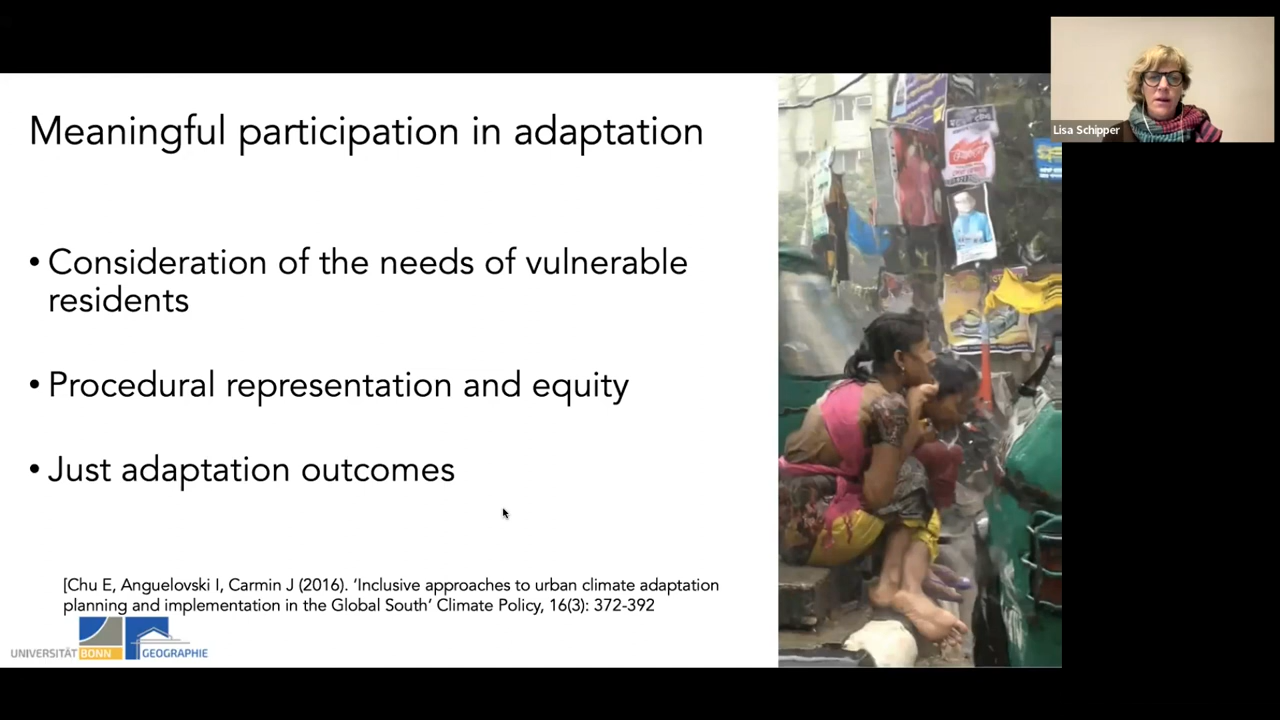 Meaningful participation in adaptation
• Consideration of the needs of vulnerable
residents
• Procedural representation and equity
• Just adaptation outcomes
[Chu E, Anguelovski I, Carmin J (2016). ‘Inclusive approaches to urban climate adaptation
planning and implementation in the Global South’ Climate Policy, 16(3): 372-392
UNIVERSITÄT BONN GEOGRAPHIE
Lisa Schipper